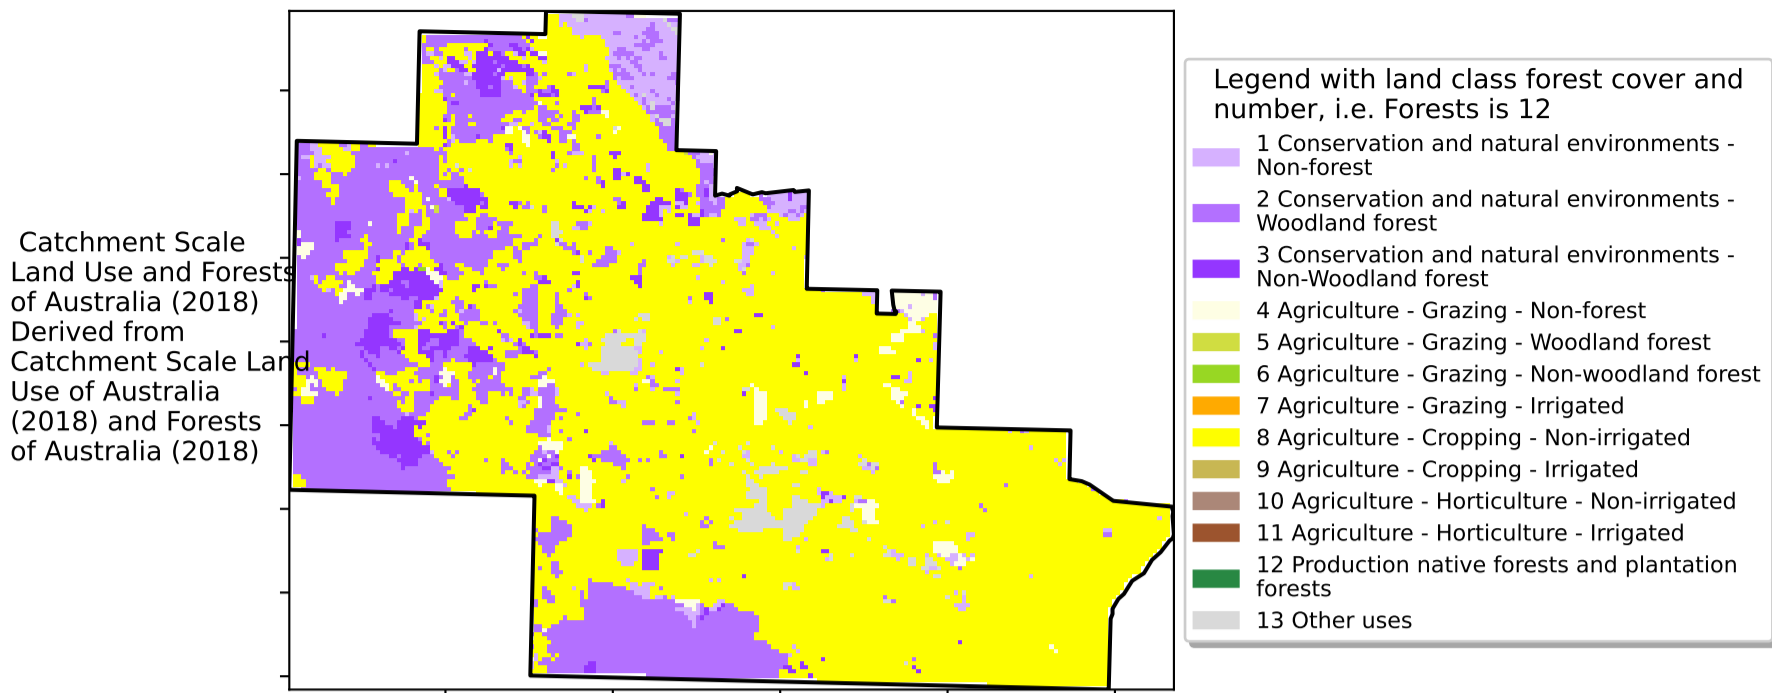 Catchment Scale
Land Use and Forests
of Australia (2018)
Derived from
Catchment Scale Land
Use of Australia
(2018) and Forests
of Australia (2018)
Legend with land class forest cover and
number, i.e. Forests is 12
1 Conservation and natural environments -
Non-forest
2 Conservation and natural environments -
Woodland forest
3 Conservation and natural environments -
Non-Woodland forest
4 Agriculture - Grazing - Non-forest
5 Agriculture - Grazing - Woodland forest
6 Agriculture - Grazing - Non-woodland forest
7 Agriculture - Grazing - Irrigated
8 Agriculture - Cropping - Non-irrigated
9 Agriculture - Cropping - Irrigated
10 Agriculture - Horticulture - Non-irrigated
11 Agriculture - Horticulture - Irrigated
12 Production native forests and plantation
forests
13 Other uses